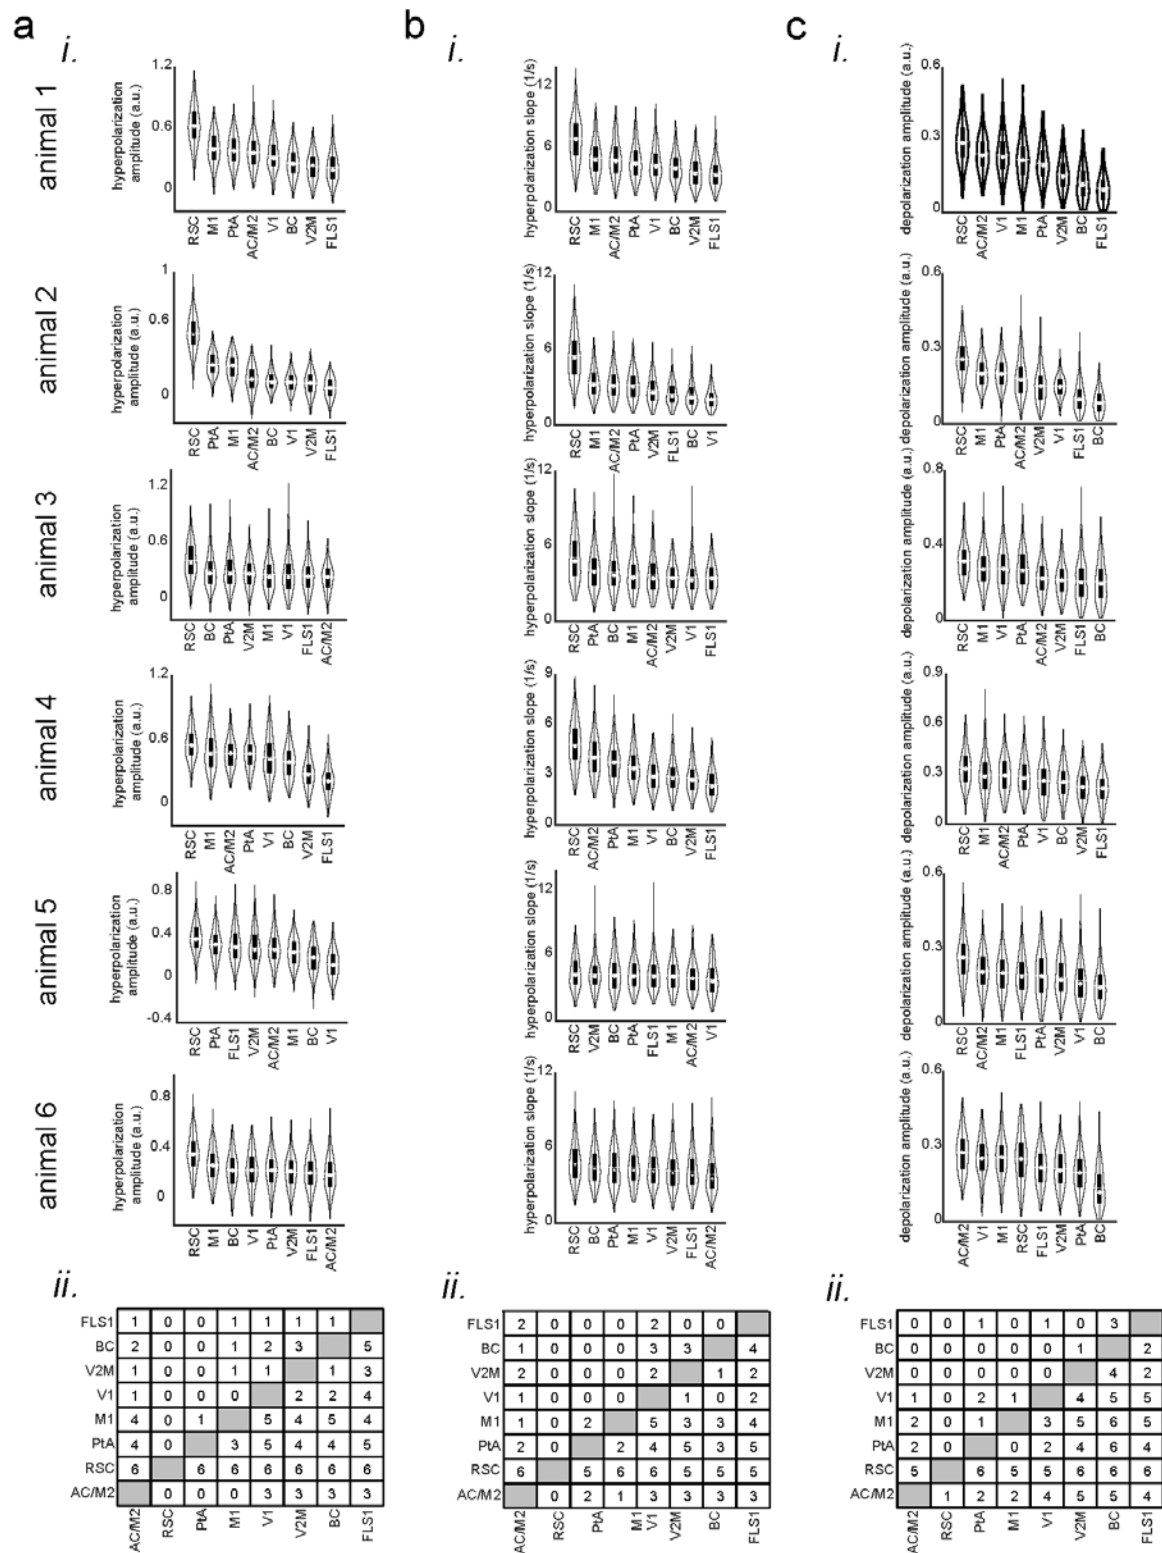 a
b
c
i.
i.
i.
animal 1
hyperpolarization
amplitude (a.u.)
1.2
0.6
0
RSC M1 PtA AC/M2 V1 BC V2M FLS1
hyperpolarization slope (1/s)
12
6
0
RSC M1 AC/M2 PtA V1 BC V2M FLS1
depolarization amplitude (a.u.)
0.6
0.3
0
RSC AC/M2 V1 M1 PtA V2M BC FLS1
animal 2
hyperpolarization
amplitude (a.u.)
1
0.6
0
RSC PtA M1 AC/M2 BC V1 V2M FLS1
hyperpolarization slope (1/s)
12
6
0
RSC M1 AC/M2 PtA V2M FLS1 BC V1
depolarization amplitude (a.u.)
0.6
0.3
0
RSC M1 PtA AC/M2 V2M V1 FLS1 BC
animal 3
hyperpolarization
amplitude (a.u.)
1.2
0.6
0
RSC BC PtA V2M M1 V1 FLS1 AC/M2
hyperpolarization slope (1/s)
12
6
0
RSC PtA BC M1 AC/M2 V2M V1 FLS1
depolarization amplitude (a.u.)
0.8
0.4
0
RSC M1 V1 PtA AC/M2 V2M FLS1 BC
animal 4
hyperpolarization
amplitude (a.u.)
1.2
0.6
0
RSC M1 AC/M2 PtA V1 BC V2M FLS1
hyperpolarization slope (1/s)
9
3
0
RSC AC/M2 PtA M1 V1 BC V2M FLS1
depolarization amplitude (a.u.)
0.9
0.6
0.3
0
RSC M1 AC/M2 PtA V1 BC V2M FLS1
animal 5
hyperpolarization
amplitude (a.u.)
0.8
0.4
0
-0.4
RSC PtA FLS1 V2M AC/M2 M1 BC V1
hyperpolarization slope (1/s)
12
6
0
RSC V2M BC PtA FLS1 M1 AC/M2 V1
depolarization amplitude (a.u.)
0.6
0.3
0
RSC AC/M2 M1 FLS1 PtA V2M V1 BC
animal 6
hyperpolarization
amplitude (a.u.)
0.8
0.4
0
RSC M1 BC V1 PtA V2M FLS1 AC/M2
hyperpolarization slope (1/s)
12
6
0
RSC BC PtA M1 V1 V2M FLS1 AC/M2
depolarization amplitude (a.u.)
0.6
0.3
0
AC/M2 V1 M1 RSC FLS1 V2M PtA BC
ii.
FLS1 1 0 0 1 1 1 1
BC 2 0 0 1 2 3 5
V2M 1 0 0 1 1 1 3
V1 1 0 0 0 2 2 4
M1 4 0 1 5 4 5 4
PtA 4 0 3 5 4 4 5
RSC 6 6 6 6 6 6 6
AC/M2 0 0 0 3 3 3 3
AC/M2 RSC PtA M1 V1 V2M BC FLS1
ii.
FLS1 2 0 0 0 2 0 0
BC 1 0 0 0 3 3 4
V2M 2 0 0 0 2 1 2
V1 1 0 0 0 1 0 2
M1 1 0 2 5 3 3 4
PtA 2 0 2 4 5 3 5
RSC 6 5 6 6 5 5 5
AC/M2 0 2 1 3 3 3 3
AC/M2 RSC PtA M1 V1 V2M BC FLS1
ii.
FLS1 0 0 1 0 1 0 3
BC 0 0 0 0 0 1 2
V2M 0 0 0 0 0 4 2
V1 1 0 2 1 4 5 5
M1 2 0 1 3 5 6 5
PtA 2 0 0 2 4 6 4
RSC 5 6 5 5 6 6 6
AC/M2 1 2 2 4 5 5 4
AC/M2 RSC PtA M1 V1 V2M BC FLS1